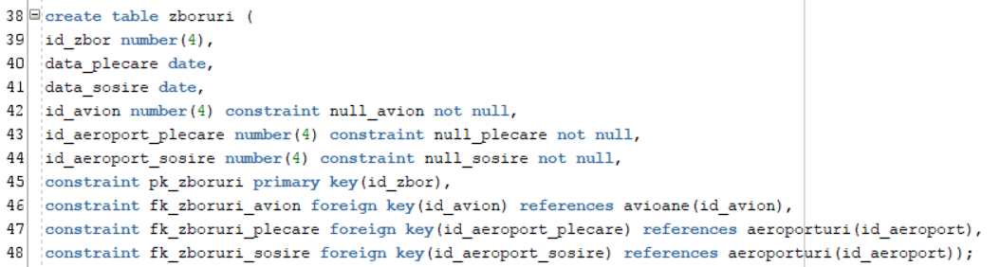 38 create table zboruri (
39 id_zbor number(4),
40 data_plecare date,
41 data_sosire date,
42 id_avion number(4) constraint null_avion not null,
43 id_aeroport_plecare number(4) constraint null_plecare not null,
44 id_aeroport_sosire number(4) constraint null_sosire not null,
45 constraint pk_zboruri primary key(id_zbor),
46 constraint fk_zboruri_avion foreign key(id_avion) references avioane(id_avion),
47 constraint fk_zboruri_plecare foreign key(id_aeroport_plecare) references aeroporturi(id_aeroport),
48 constraint fk_zboruri_sosire foreign key(id_aeroport_sosire) references aeroporturi(id_aeroport));